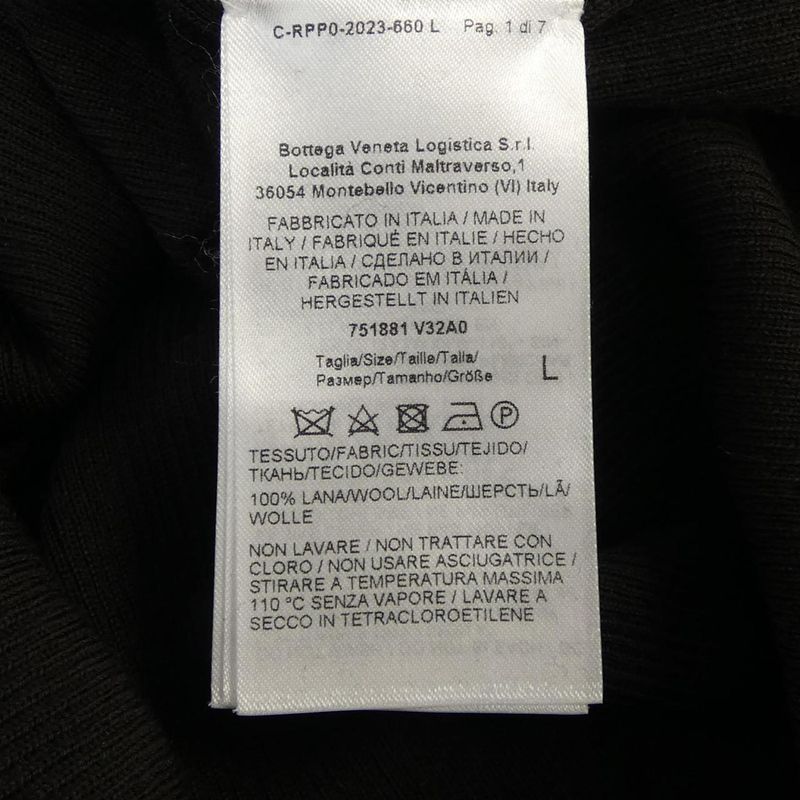 C-RPP0-2023-660 L Pag. 1 di 7
Bottega Veneta Logistica S.r.l.
Località Conti Maltraverso,1
36054 Montebello Vicentino (VI) Italy
FABBRICATO IN ITALIA / MADE IN
ITALY / FABRIQUÉ EN ITALIE / HECHO
EN ITALIA / СДЕЛАНО В ИТАЛИИ /
FABRICADO EM ITÁLIA /
HERGESTELLT IN ITALIEN
751881 V32A0
Taglia/Size/Taille/Talla/
Размер/Tamanho/Größe L
P
TESSUTO/FABRIC/TISSU/TEJIDO/
ТКАНЬ/TECIDO/GEWEBE:
100% LANA/WOOL/LAINE/ШЕРСТЬ/LÃ/
WOLLE
NON LAVARE / NON TRATTARE CON
CLORO / NON USARE ASCIUGATRICE /
STIRARE A TEMPERATURA MASSIMA
110 °C SENZA VAPORE / LAVARE A
SECCO IN TETRACLOROETILENE